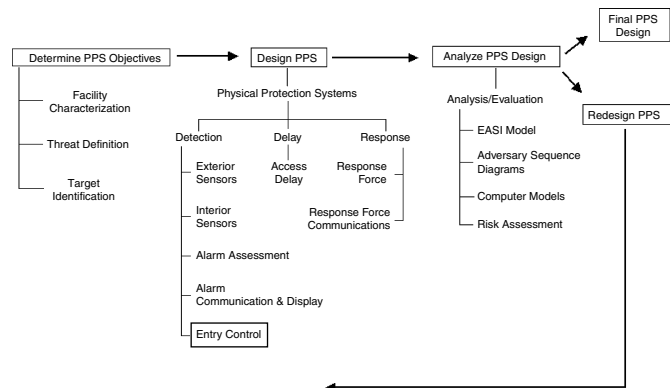 Final PPS
Design
Determine PPS Objectives
Design PPS
Analyze PPS Design
Facility
Characterization
Threat Definition
Target
Identification
Physical Protection Systems
Detection
Delay
Response
Exterior
Sensors
Interior
Sensors
Alarm Assessment
Alarm
Communication & Display
Entry Control
Access
Delay
Response
Force
Response Force
Communications
Analysis/Evaluation
EASI Model
Adversary Sequence
Diagrams
Computer Models
Risk Assessment
Redesign PPS